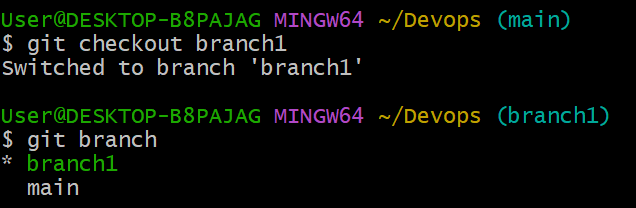 User@DESKTOP-B8PAJAG MINGW64 ~/Devops (main)
$ git checkout branch1
Switched to branch 'branch1'
User@DESKTOP-B8PAJAG MINGW64 ~/Devops (branch1)
$ git branch
* branch1
  main